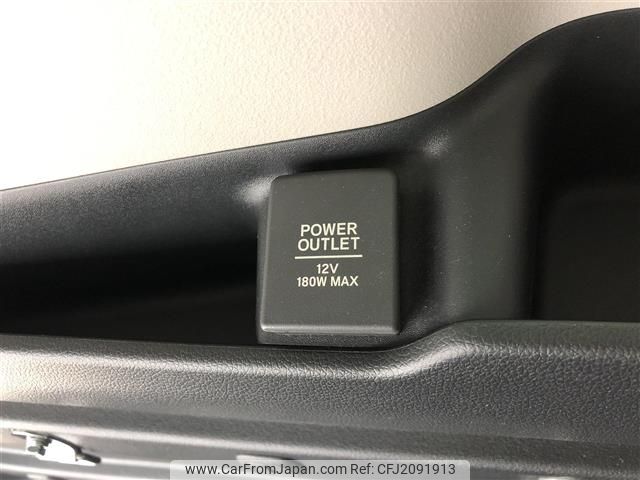 POWER
OUTLET
12V
180W MAX
www.CarFromJapan.com Ref: CFJ2091913